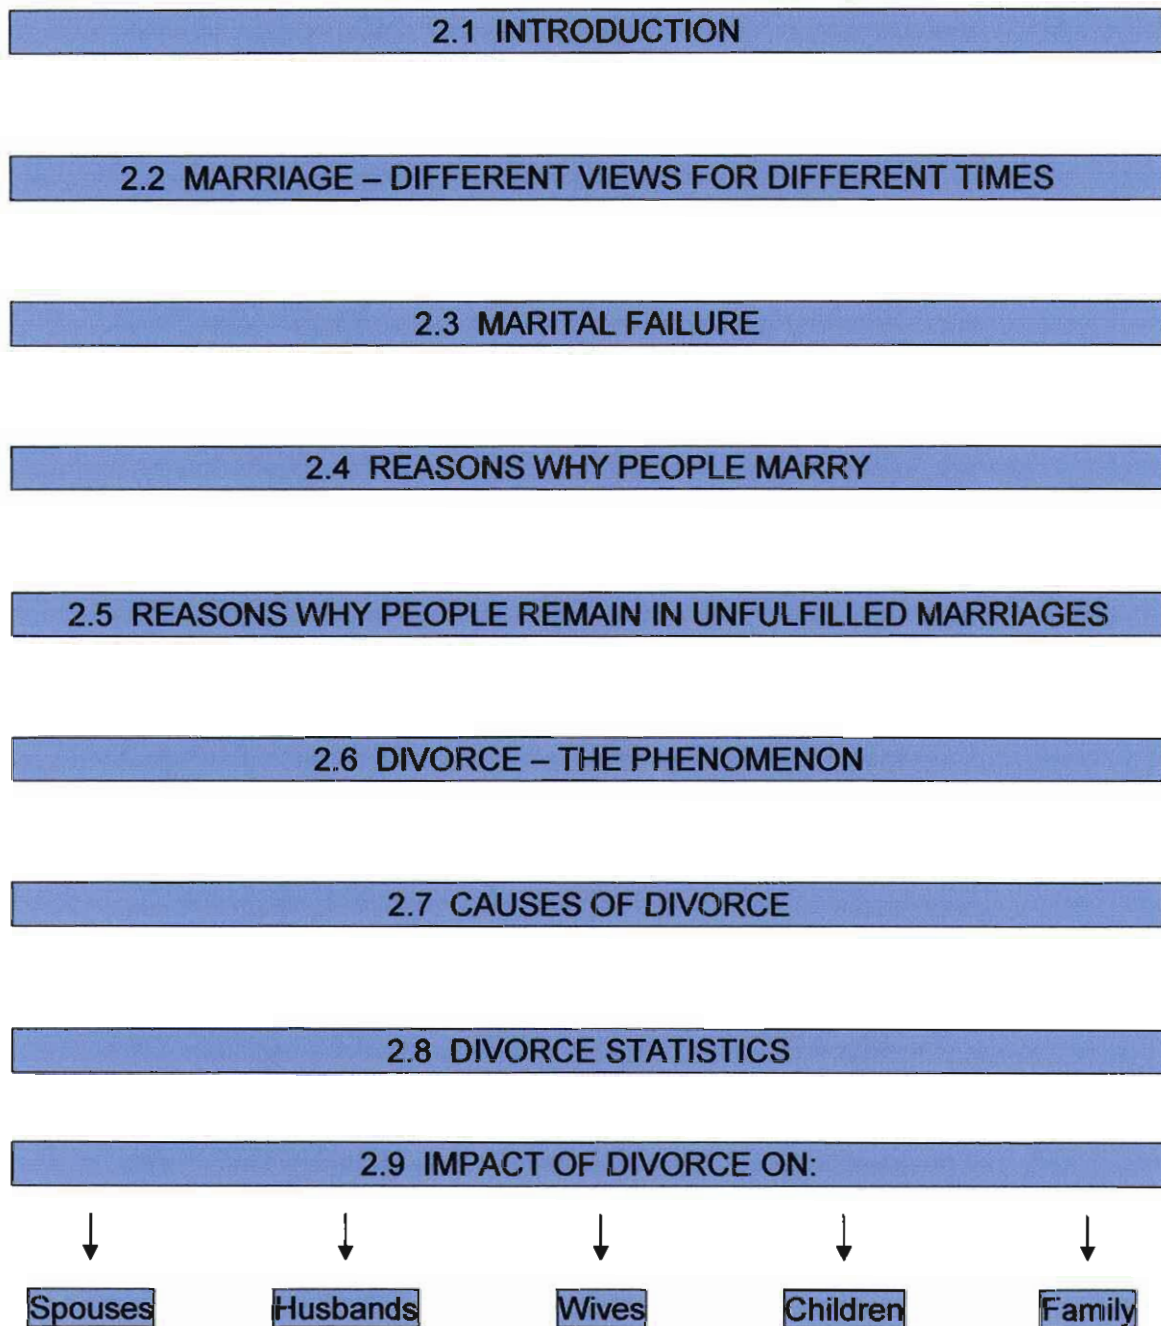 2.1 INTRODUCTION
2.2 MARRIAGE – DIFFERENT VIEWS FOR DIFFERENT TIMES
2.3 MARITAL FAILURE
2.4 REASONS WHY PEOPLE MARRY
2.5 REASONS WHY PEOPLE REMAIN IN UNFULFILLED MARRIAGES
2.6 DIVORCE – THE PHENOMENON
2.7 CAUSES OF DIVORCE
2.8 DIVORCE STATISTICS
2.9 IMPACT OF DIVORCE ON:
Spouses Husbands Wives Children Family